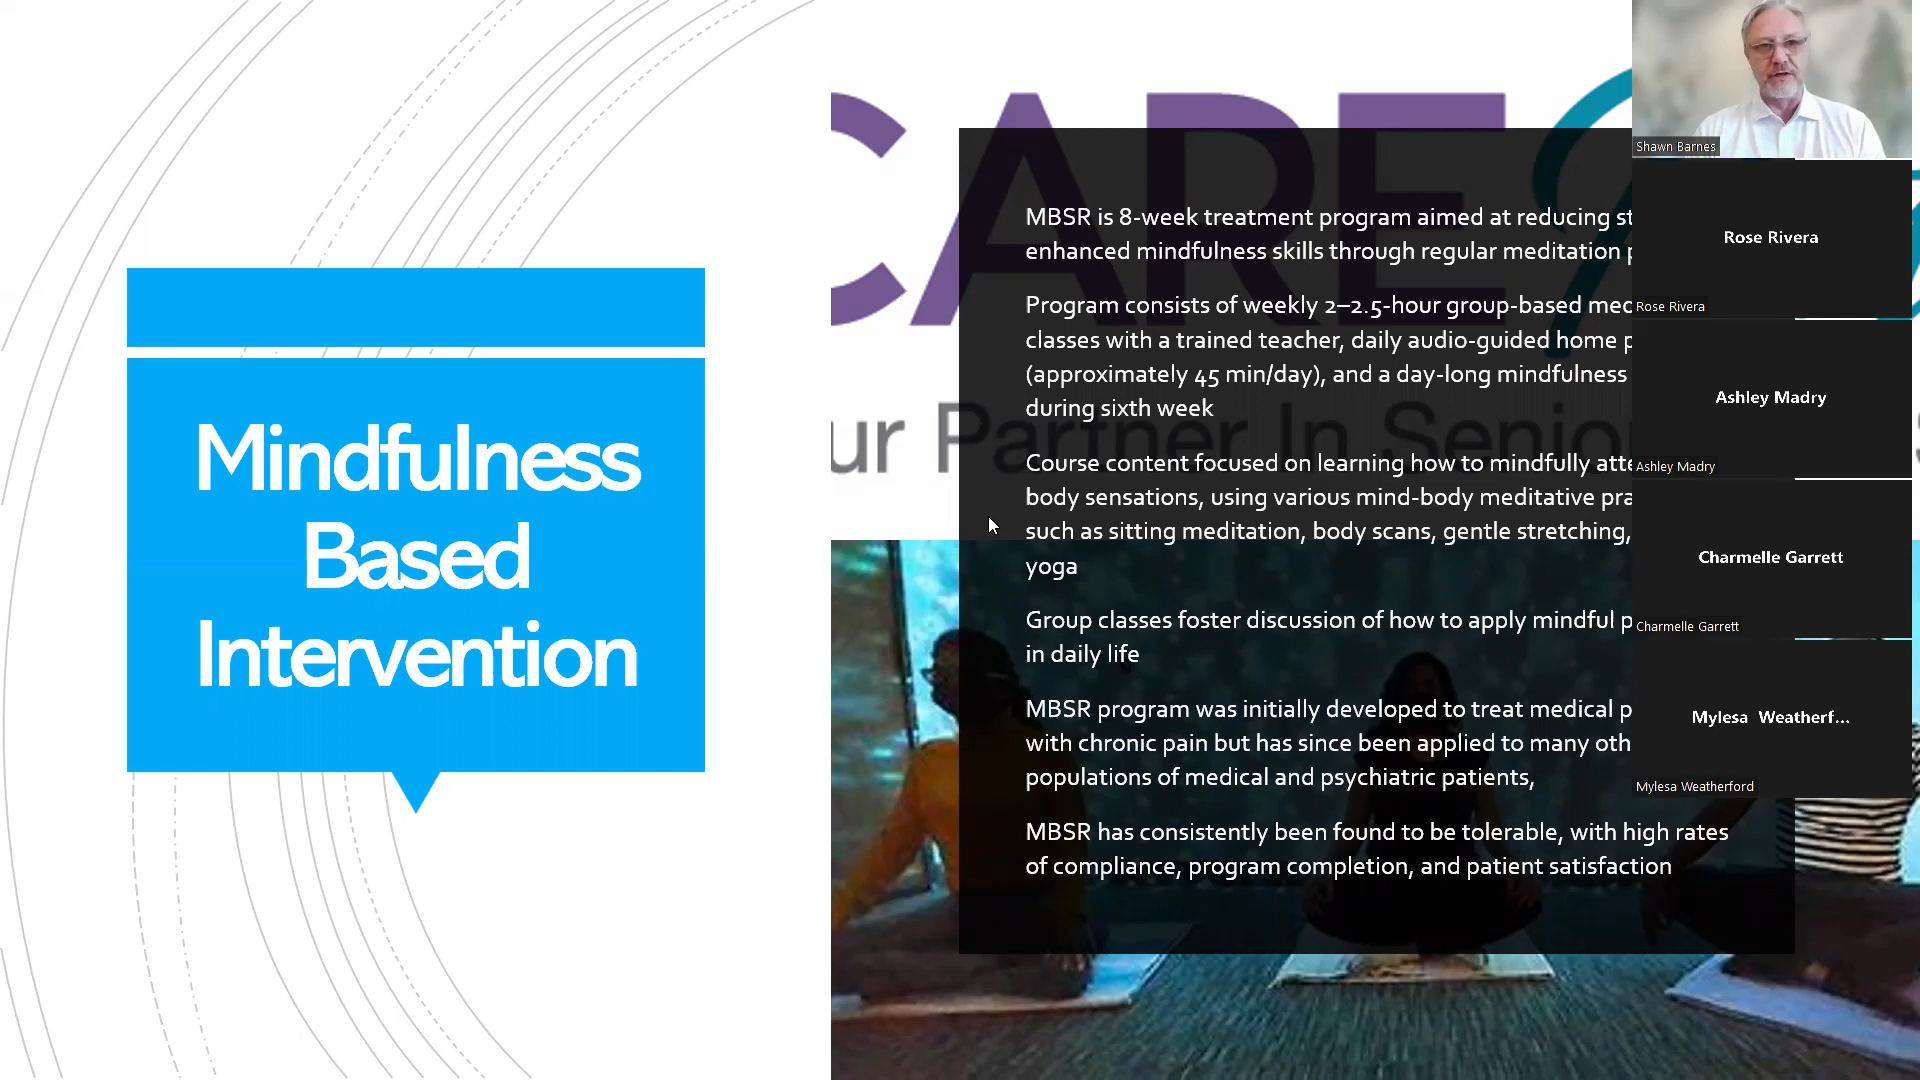 Mindfulness
Based
Intervention
CARE
ur Partner In Senio
MBSR is 8-week treatment program aimed at reducing
enhanced mindfulness skills through regular meditation
Program consists of weekly 2–2.5-hour group-based
classes with a trained teacher, daily audio-guided home
(approximately 45 min/day), and a day-long mindfulness
during sixth week
Course content focused on learning how to mindfully
body sensations, using various mind-body meditative
such as sitting meditation, body scans, gentle stretching,
yoga
Group classes foster discussion of how to apply mindful
in daily life
MBSR program was initially developed to treat medical
with chronic pain but has since been applied to many
populations of medical and psychiatric patients,
MBSR has consistently been found to be tolerable, with high rates
of compliance, program completion, and patient satisfaction
Shawn Barnes
Rose Rivera
Rose Rivera
Ashley Madry
Ashley Madry
Charmelle Garrett
Charmelle Garrett
Mylesa Weatherf...
Mylesa Weatherford